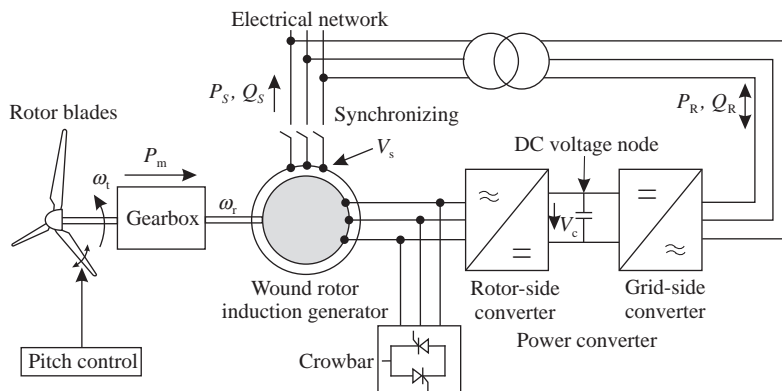 Electrical network
P_S, Q_S
Rotor blades
Synchronizing
P_R, Q_R
P_m
V_s
DC voltage node
ω_t
Gearbox
ω_r
V_c
≈
=
=
≈
Wound rotor
induction generator
Rotor-side
converter
Grid-side
converter
Power converter
Pitch control
Crowbar